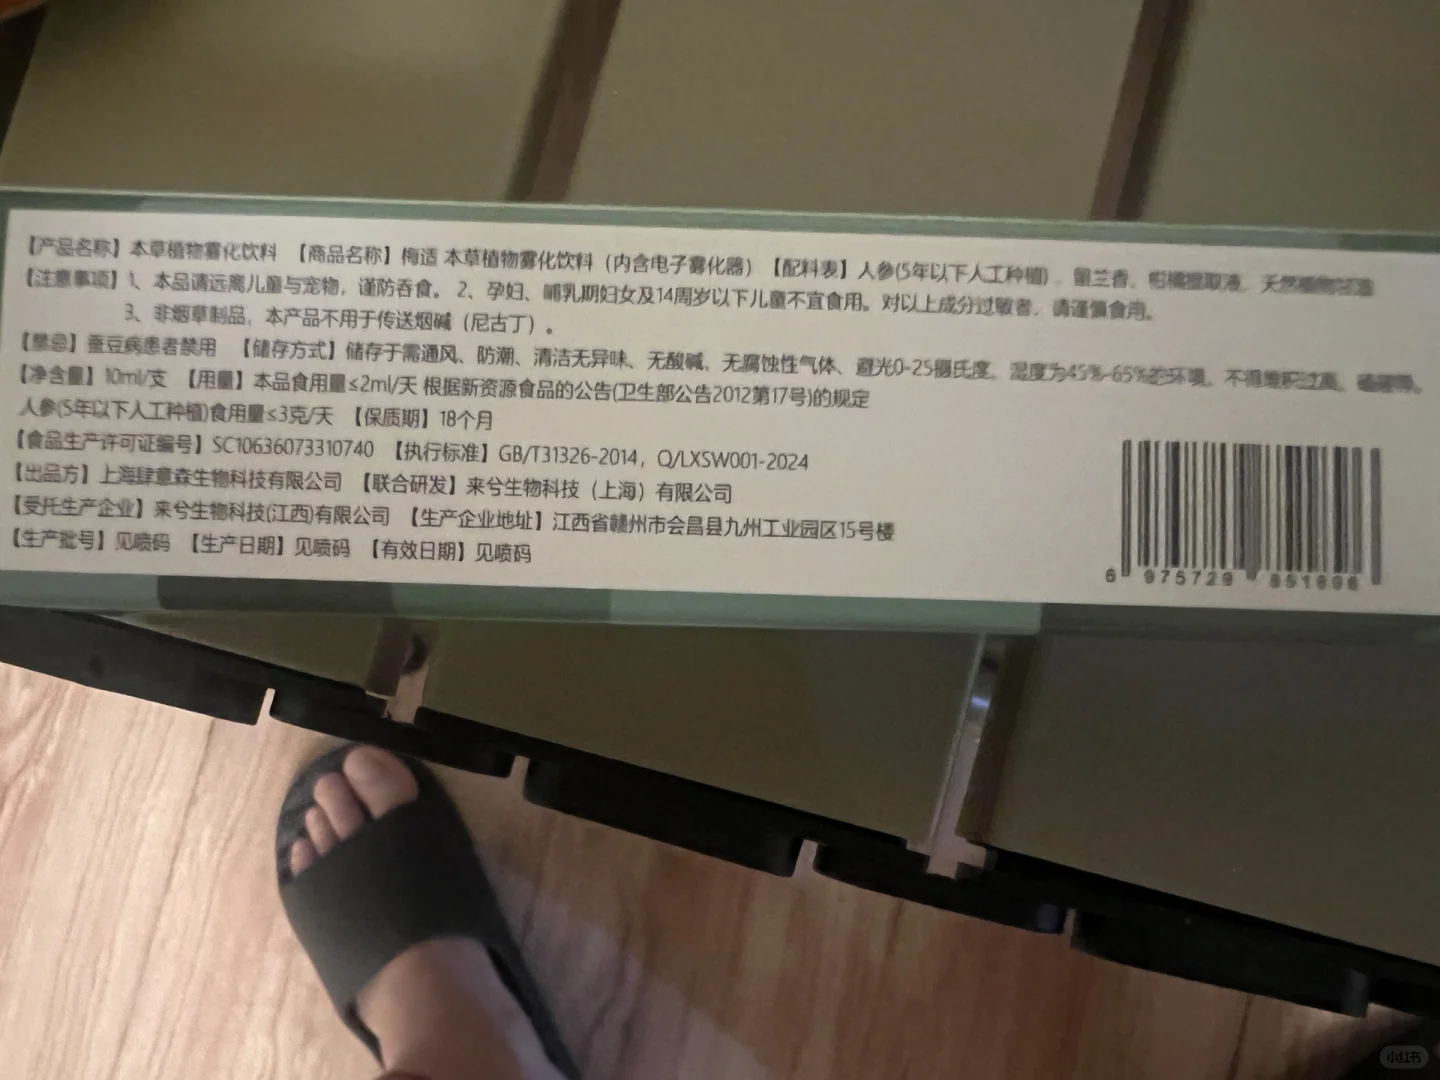 【产品名称】本草植物雾化饮料 【商品名称】梅适 本草植物雾化饮料（内含电子雾化器）【配料表】人参(5年以下人工种植)、留兰香、柑橘提取液、天然植物
【注意事项】1、本品请远离儿童与宠物，谨防吞食。 2、孕妇、哺乳期妇女及14周岁以下儿童不宜食用。对以上成分过敏者，请谨慎食用。
3、非烟草制品，本产品不用于传送烟碱（尼古丁）。
【禁忌】蚕豆病患者禁用 【储存方式】储存于需通风、防潮、清洁无异味、无酸碱、无腐蚀性气体、避光0-25摄氏度、湿度为45%-65%的环境，不得堆积过高，
【净含量】10ml/支 【用量】本品食用量≤2ml/天 根据新资源食品的公告(卫生部公告2012第17号)的规定
人参(5年以下人工种植)食用量≤3克/天 【保质期】18个月
【食品生产许可证编号】SC10636073310740 【执行标准】GB/T31326-2014，Q/LXSW001-2024
【出品方】上海肆意森生物科技有限公司 【联合研发】来兮生物科技（上海）有限公司
【受托生产企业】来兮生物科技(江西)有限公司 【生产企业地址】江西省赣州市会昌县九州工业园区15号楼
【生产批号】见喷码 【生产日期】见喷码 【有效日期】见喷码
6 975729
小红书